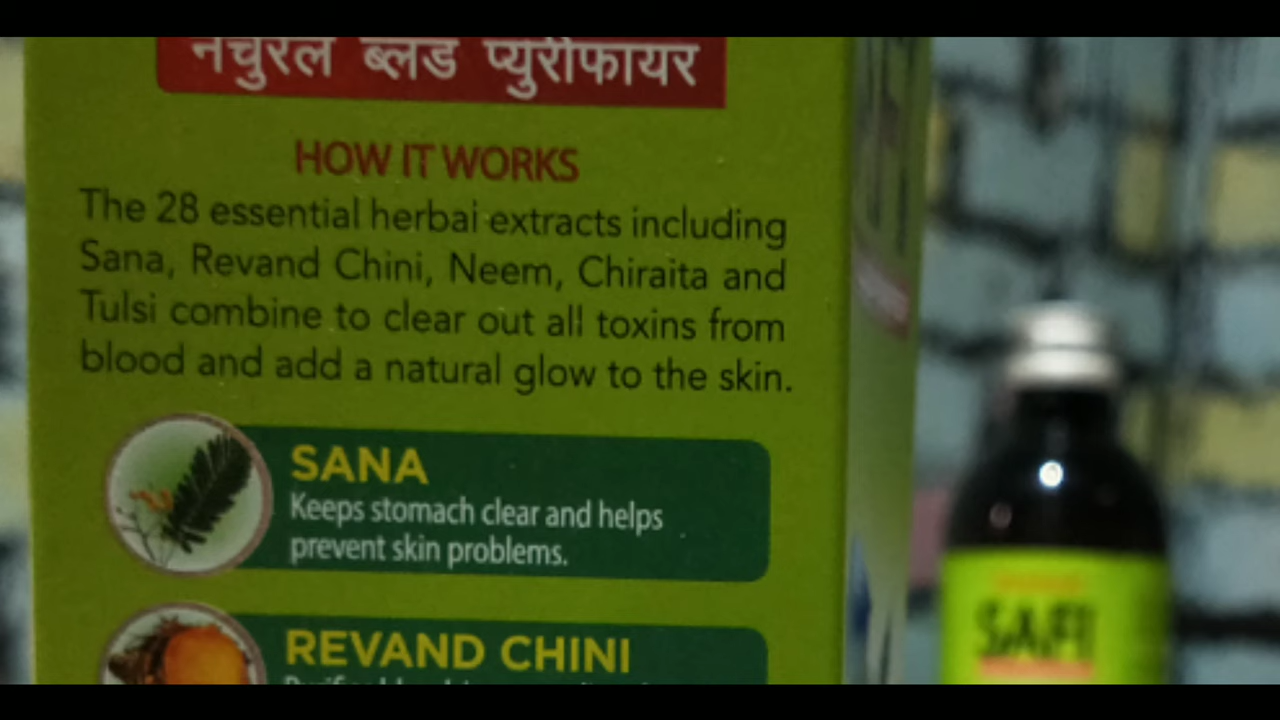 नेचुरल ब्लड प्युरीफायर
HOW IT WORKS
The 28 essential herbal extracts including
Sana, Revand Chini, Neem, Chiraita and
Tulsi combine to clear out all toxins from
blood and add a natural glow to the skin.
SANA
Keeps stomach clear and helps
prevent skin problems.
REVAND CHINI
SAFI